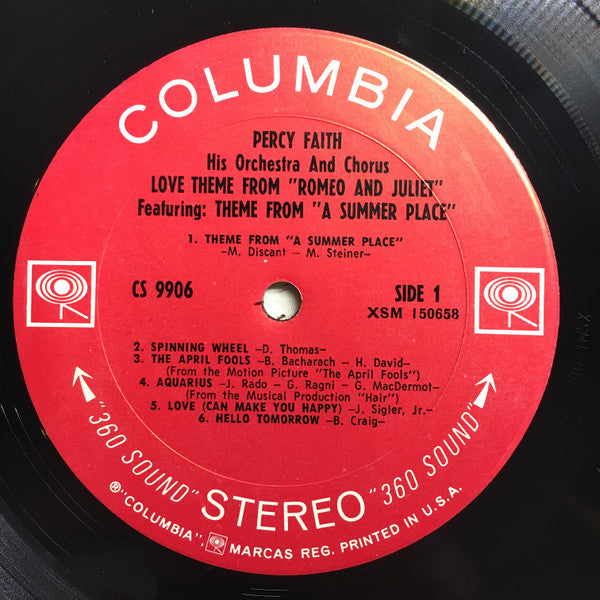 COLUMBIA
PERCY FAITH
His Orchestra And Chorus
LOVE THEME FROM "ROMEO AND JULIET"
Featuring: THEME FROM "A SUMMER PLACE"
1. THEME FROM "A SUMMER PLACE"
–M. Discant – M. Steiner–
CS 9906
SIDE 1
XSM 150658
2. SPINNING WHEEL –D. Thomas–
3. THE APRIL FOOLS –B. Bacharach – H. David–
(From the Motion Picture "The April Fools")
4. AQUARIUS –J. Rado – G. Ragni – G. MacDermot–
(From the Musical Production "Hair")
5. LOVE (CAN MAKE YOU HAPPY) –J. Sigler, Jr.–
6. HELLO TOMORROW –B. Craig–
"360 SOUND" STEREO "360 SOUND"
®"COLUMBIA", MARCAS REG. PRINTED IN U.S.A.